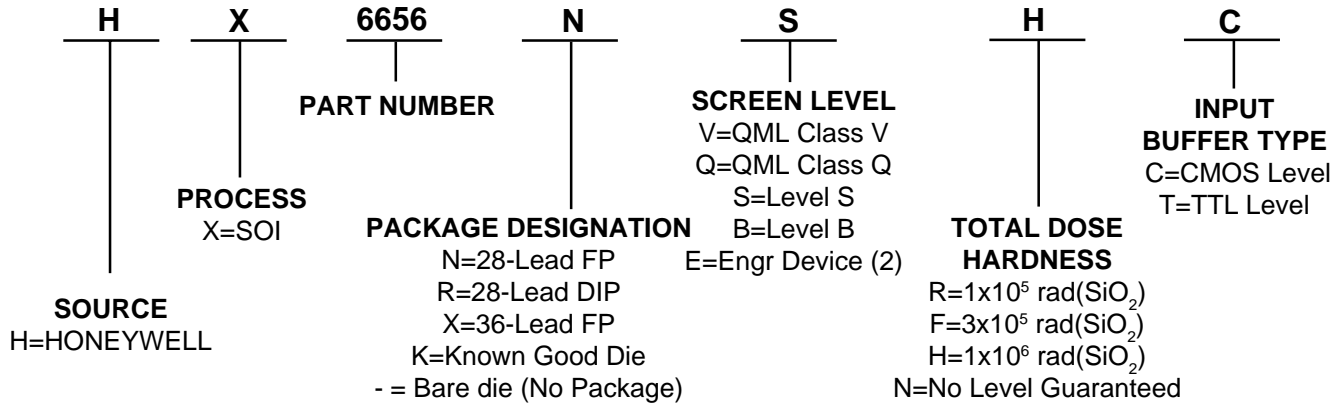 H X 6656 N S H C
PART NUMBER
SCREEN LEVEL
V=QML Class V
Q=QML Class Q
S=Level S
B=Level B
E=Engr Device (2)
INPUT
BUFFER TYPE
C=CMOS Level
T=TTL Level
PROCESS
X=SOI
PACKAGE DESIGNATION
N=28-Lead FP
R=28-Lead DIP
X=36-Lead FP
K=Known Good Die
- = Bare die (No Package)
TOTAL DOSE
HARDNESS
R=1x10⁵ rad(SiO₂)
F=3x10⁵ rad(SiO₂)
H=1x10⁶ rad(SiO₂)
N=No Level Guaranteed
SOURCE
H=HONEYWELL